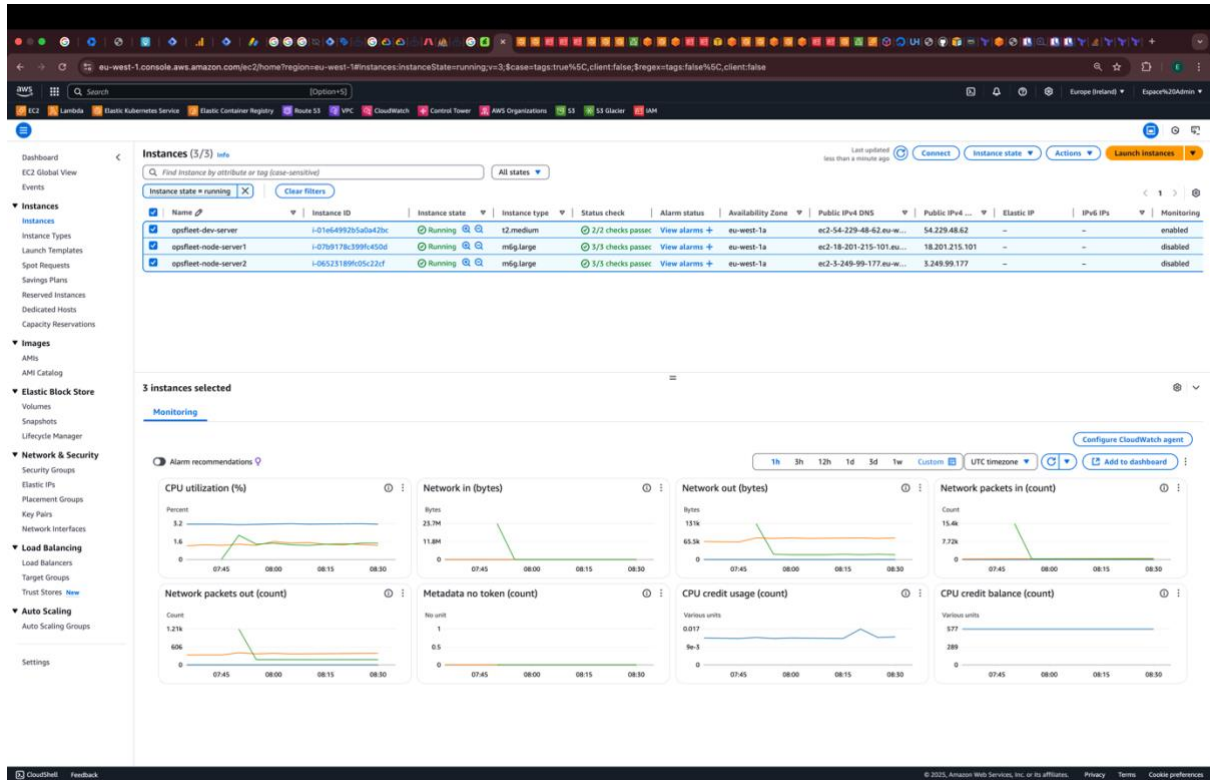 eu-west-1.console.aws.amazon.com/ec2/home?region=eu-west-1#Instances:instanceState=running;v=3;$case=tags:true%5C,client:false;$regex=tags:false%5C,client:false
aws Search [Option+S] Europe (Ireland) Espace%20Admin
EC2 Lambda Elastic Kubernetes Service Elastic Container Registry Route 53 VPC CloudWatch Control Tower AWS Organizations S3 S3 Glacier IAM
Dashboard
EC2 Global View
Events
Instances
Instances
Instance Types
Launch Templates
Spot Requests
Savings Plans
Reserved Instances
Dedicated Hosts
Capacity Reservations
Images
AMIs
AMI Catalog
Elastic Block Store
Volumes
Snapshots
Lifecycle Manager
Network & Security
Security Groups
Elastic IPs
Placement Groups
Key Pairs
Network Interfaces
Load Balancing
Load Balancers
Target Groups
Trust Stores New
Auto Scaling
Auto Scaling Groups
Settings
Instances (3/3) Info
Last updated
less than a minute ago
Connect Instance state Actions Launch instances
Find Instance by attribute or tag (case-sensitive) All states
Instance state = running X Clear filters 1
Name Instance ID Instance state Instance type Status check Alarm status Availability Zone Public IPv4 DNS Public IPv4 ... Elastic IP IPv6 IPs Monitoring
opsfleet-dev-server i-01e64992b5a0a42bc Running t2.medium 2/2 checks passec View alarms + eu-west-1a ec2-54-229-48-62.eu-w... 54.229.48.62 – – enabled
opsfleet-node-server1 i-07b9178c399fc450d Running m6g.large 3/3 checks passec View alarms + eu-west-1a ec2-18-201-215-101.eu... 18.201.215.101 – – disabled
opsfleet-node-server2 i-06523189fc05c22cf Running m6g.large 3/3 checks passec View alarms + eu-west-1a ec2-3-249-99-177.eu-w... 3.249.99.177 – – disabled
3 instances selected
Monitoring
Configure CloudWatch agent
Alarm recommendations 1h 3h 12h 1d 3d 1w Custom UTC timezone Add to dashboard
CPU utilization (%)
Percent
3.2
1.6
0
07:45 08:00 08:15 08:30
Network in (bytes)
Bytes
23.7M
11.8M
0
07:45 08:00 08:15 08:30
Network out (bytes)
Bytes
131k
65.5k
0
07:45 08:00 08:15 08:30
Network packets in (count)
Count
15.4k
7.72k
0
07:45 08:00 08:15 08:30
Network packets out (count)
Count
1.21k
606
0
07:45 08:00 08:15 08:30
Metadata no token (count)
No unit
1
0.5
0
07:45 08:00 08:15 08:30
CPU credit usage (count)
Various units
0.017
9e-3
0
07:45 08:00 08:15 08:30
CPU credit balance (count)
Various units
577
289
0
07:45 08:00 08:15 08:30
CloudShell Feedback © 2025, Amazon Web Services, Inc. or its affiliates. Privacy Terms Cookie preferences